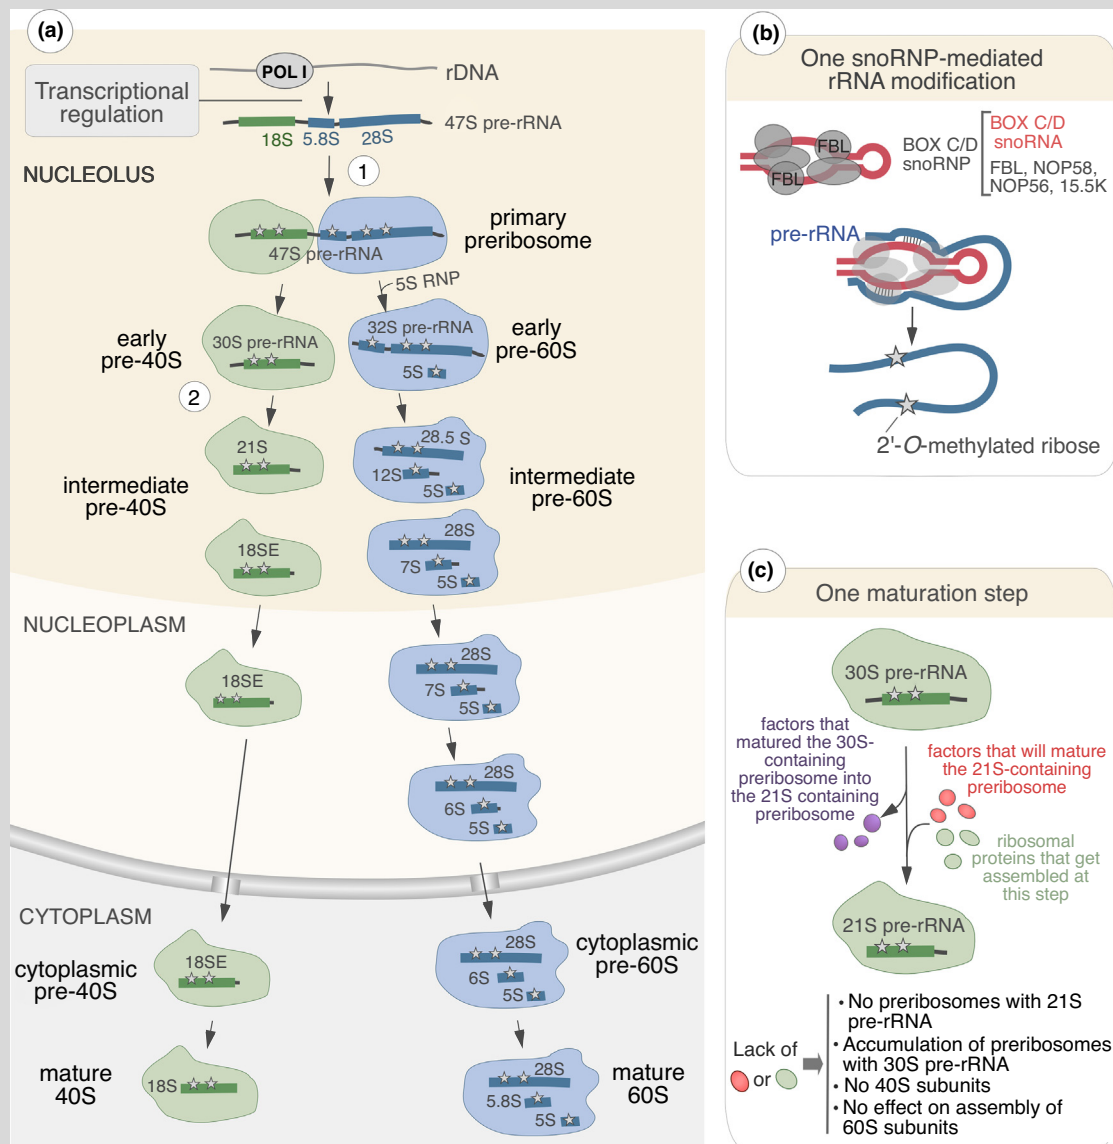 (a)
POL I
rDNA
Transcriptional
regulation
47S pre-rRNA
18S
5.8S
28S
NUCLEOLUS
1
primary
preribosome
47S pre-rRNA
5S RNP
early
pre-40S
30S pre-rRNA
32S pre-rRNA
5S
early
pre-60S
2
21S
28.5 S
12S
5S
intermediate
pre-40S
intermediate
pre-60S
18SE
28S
7S
5S
NUCLEOPLASM
18SE
28S
7S
5S
28S
6S
5S
CYTOPLASM
cytoplasmic
pre-40S
18SE
28S
6S
5S
cytoplasmic
pre-60S
mature
40S
18S
28S
5.8S
5S
mature
60S
(b)
One snoRNP-mediated
rRNA modification
FBL
FBL
BOX C/D
snoRNP
BOX C/D
snoRNA
FBL, NOP58,
NOP56, 15.5K
pre-rRNA
2'-O-methylated ribose
(c)
One maturation step
30S pre-rRNA
factors that
matured the 30S-
containing
preribosome into
the 21S containing
preribosome
factors that will mature
the 21S-containing
preribosome
ribosomal
proteins that get
assembled at
this step
21S pre-rRNA
Lack of
or
• No preribosomes with 21S
pre-rRNA
• Accumulation of preribosomes
with 30S pre-rRNA
• No 40S subunits
• No effect on assembly of
60S subunits